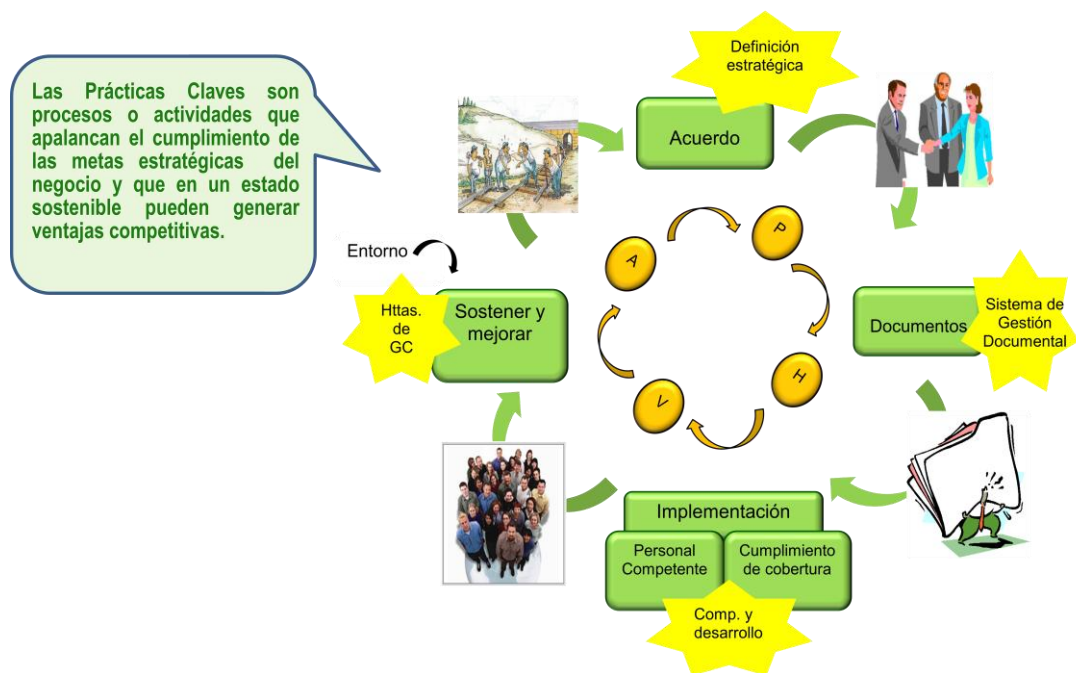 Las Prácticas Claves son
procesos o actividades que
apalancan el cumplimiento de
las metas estratégicas del
negocio y que en un estado
sostenible pueden generar
ventajas competitivas.
Definición
estratégica
Acuerdo
Entorno
Httas.
de
GC
Sostener y
mejorar
A
P
H
V
Documentos
Sistema de
Gestión
Documental
Implementación
Personal
Competente
Cumplimiento
de cobertura
Comp. y
desarrollo